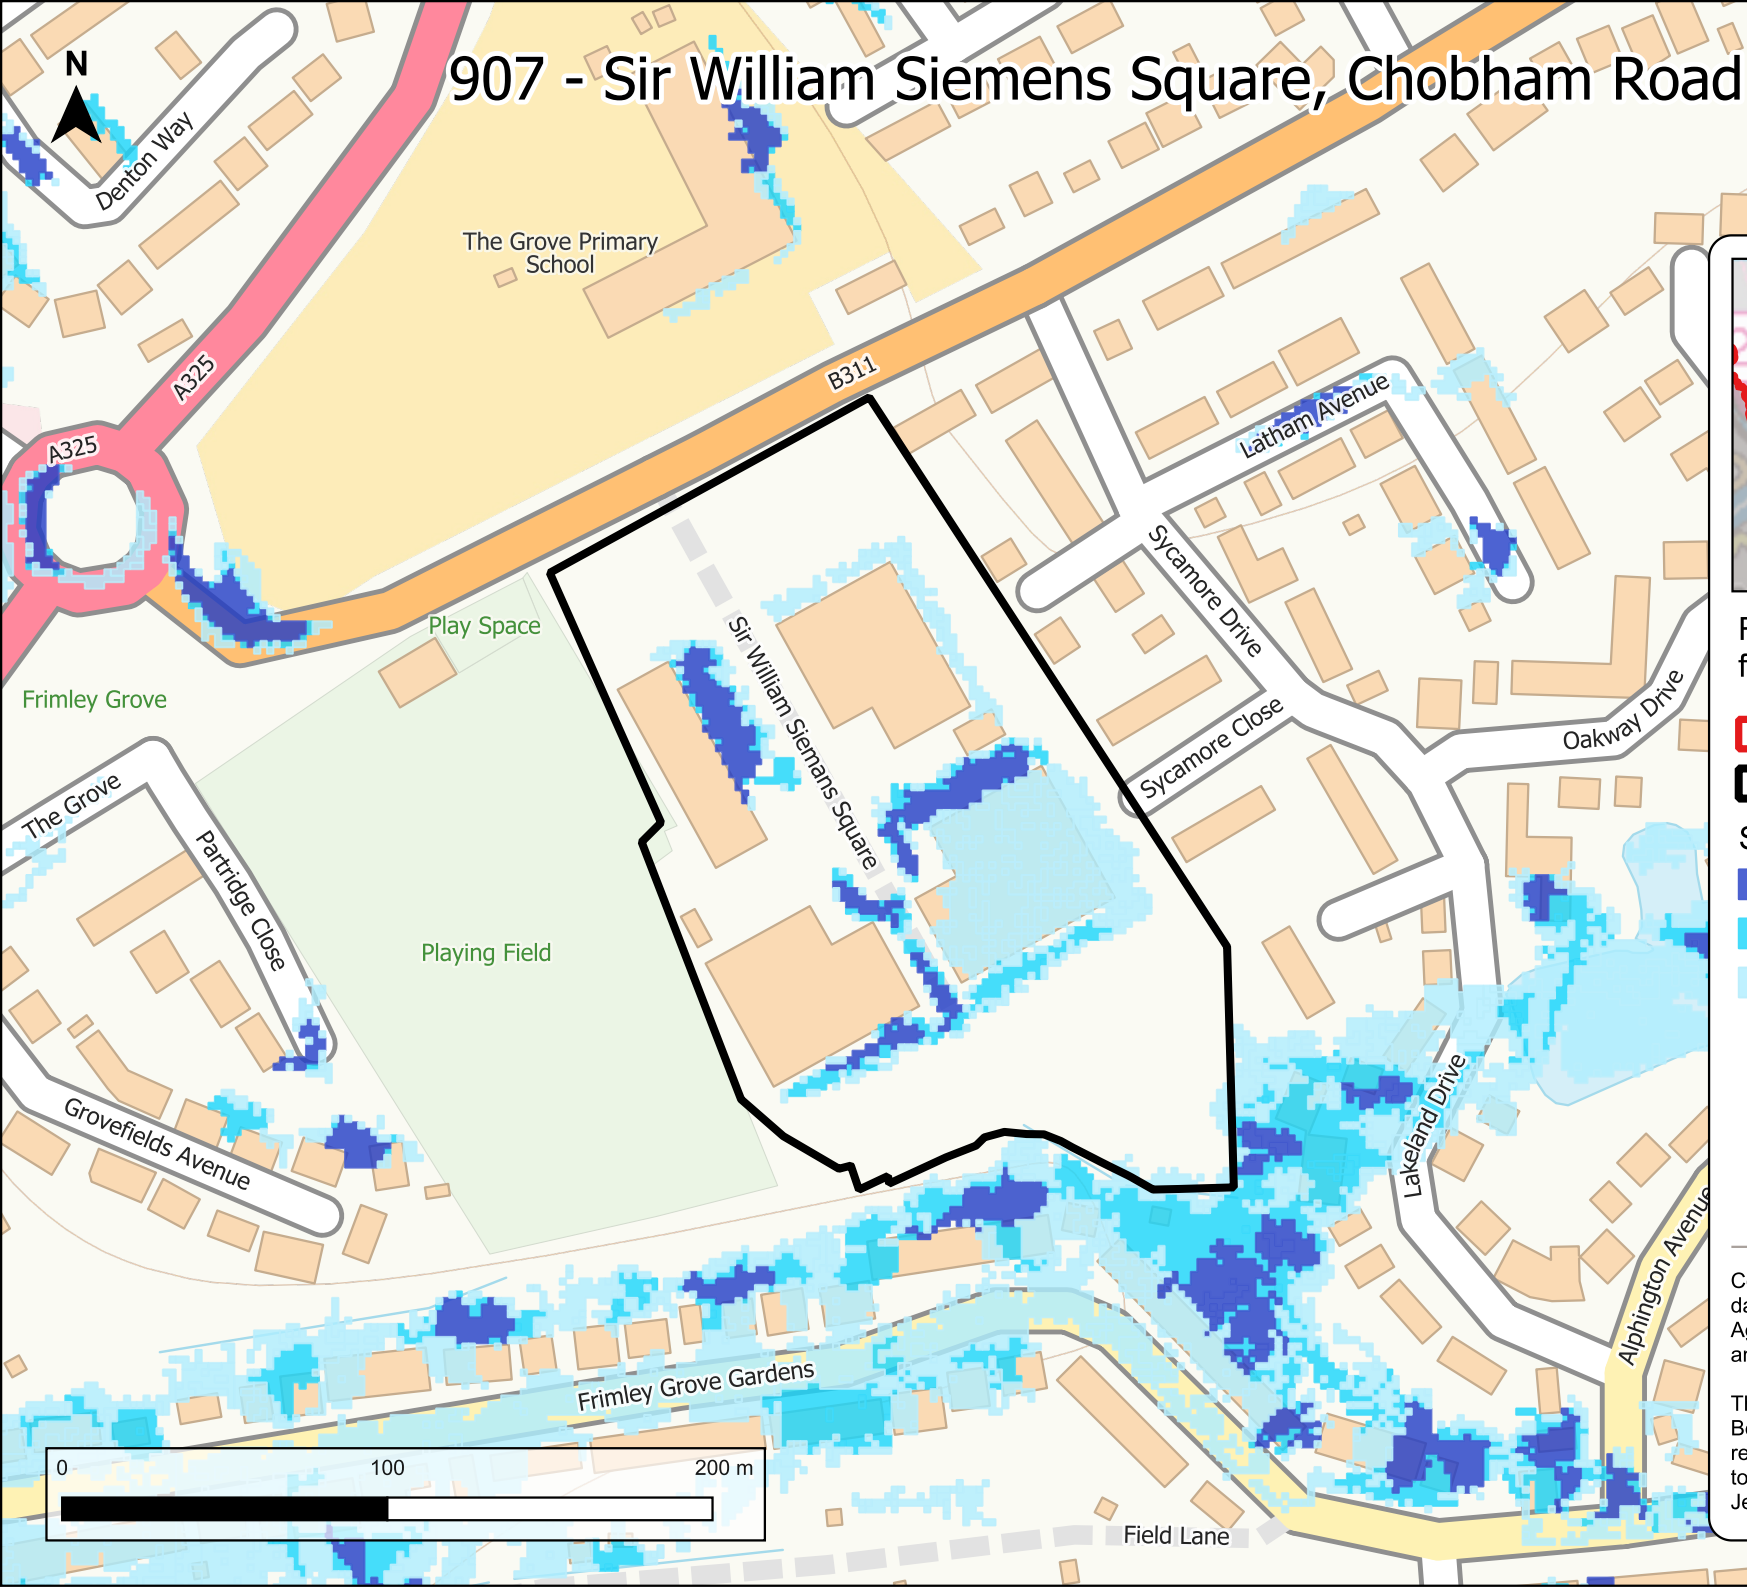 907 - Sir William Siemens Square, Chobham Road
N
Denton Way
The Grove Primary
School
A325
A325
B311
Latham Avenue
Sycamore Drive
Play Space
Frimley Grove
Sir William Siemans Square
Sycamore Close
Oakway Drive
The Grove
Partridge Close
Playing Field
Grovefields Avenue
Lakeland Drive
Alphington Avenue
Frimley Grove Gardens
0 100 200 m
Field Lane